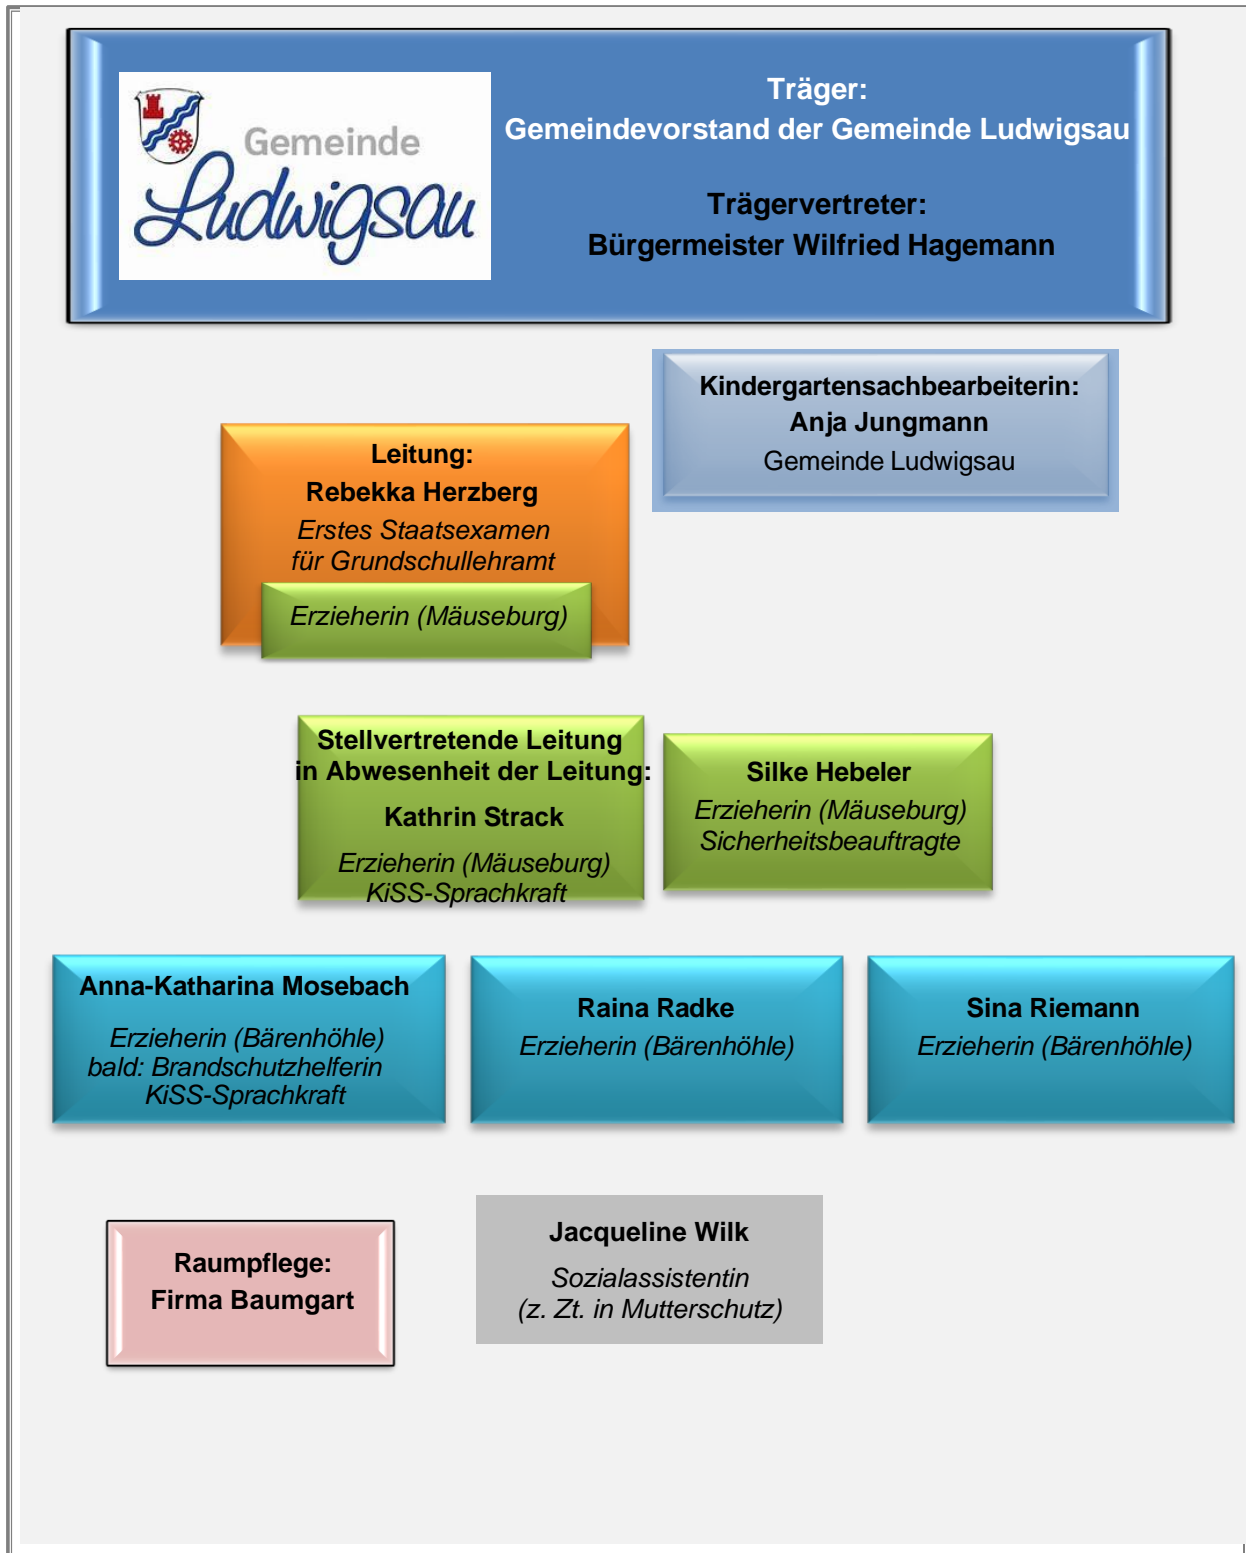 Gemeinde
Ludwigsau
Träger:
Gemeindevorstand der Gemeinde Ludwigsau
Trägervertreter:
Bürgermeister Wilfried Hagemann
Kindergartensachbearbeiterin:
Anja Jungmann
Gemeinde Ludwigsau
Leitung:
Rebekka Herzberg
Erstes Staatsexamen
für Grundschullehramt
Erzieherin (Mäuseburg)
Stellvertretende Leitung
in Abwesenheit der Leitung:
Kathrin Strack
Erzieherin (Mäuseburg)
KiSS-Sprachkraft
Silke Hebeler
Erzieherin (Mäuseburg)
Sicherheitsbeauftragte
Anna-Katharina Mosebach
Erzieherin (Bärenhöhle)
bald: Brandschutzhelferin
KiSS-Sprachkraft
Raina Radke
Erzieherin (Bärenhöhle)
Sina Riemann
Erzieherin (Bärenhöhle)
Raumpflege:
Firma Baumgart
Jacqueline Wilk
Sozialassistentin
(z. Zt. in Mutterschutz)